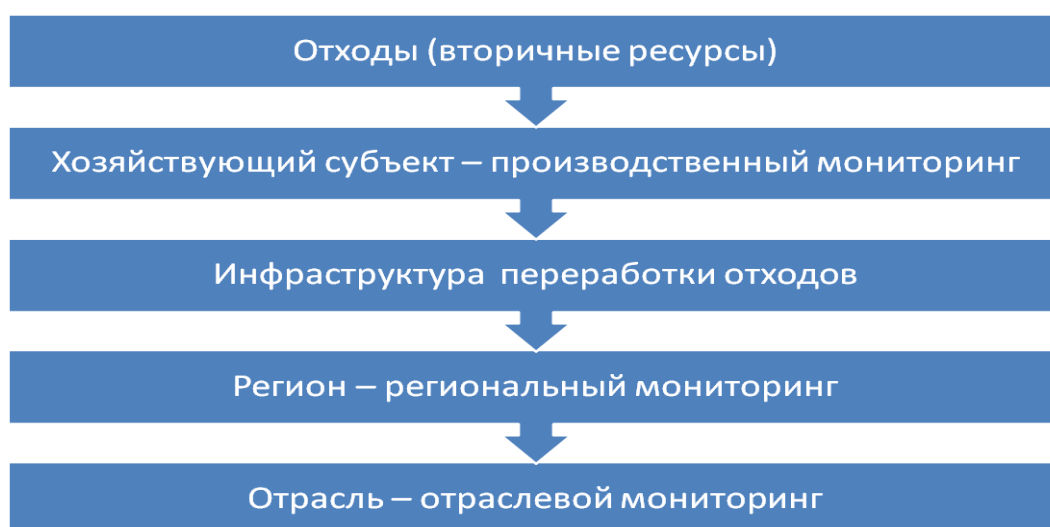 Отходы (вторичные ресурсы)
Хозяйствующий субъект – производственный мониторинг
Инфраструктура переработки отходов
Регион – региональный мониторинг
Отрасль – отраслевой мониторинг